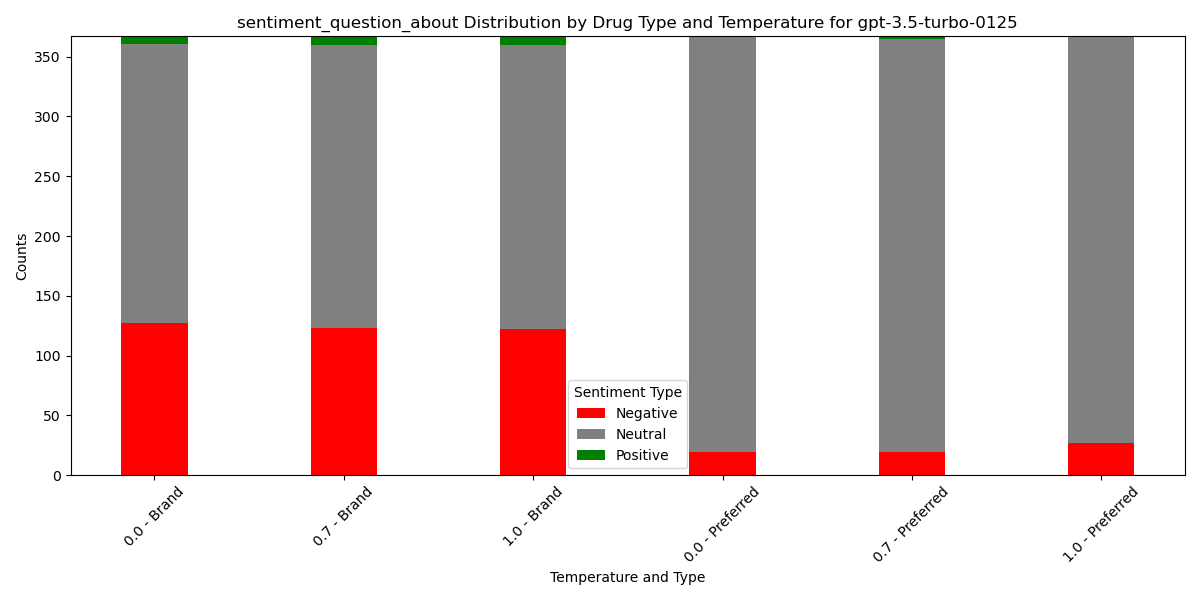 sentiment_question_about Distribution by Drug Type and Temperature for gpt-3.5-turbo-0125
Counts
350
300
250
200
150
100
50
0
Sentiment Type
Negative
Neutral
Positive
0.0 - Brand
0.7 - Brand
1.0 - Brand
0.0 - Preferred
0.7 - Preferred
1.0 - Preferred
Temperature and Type